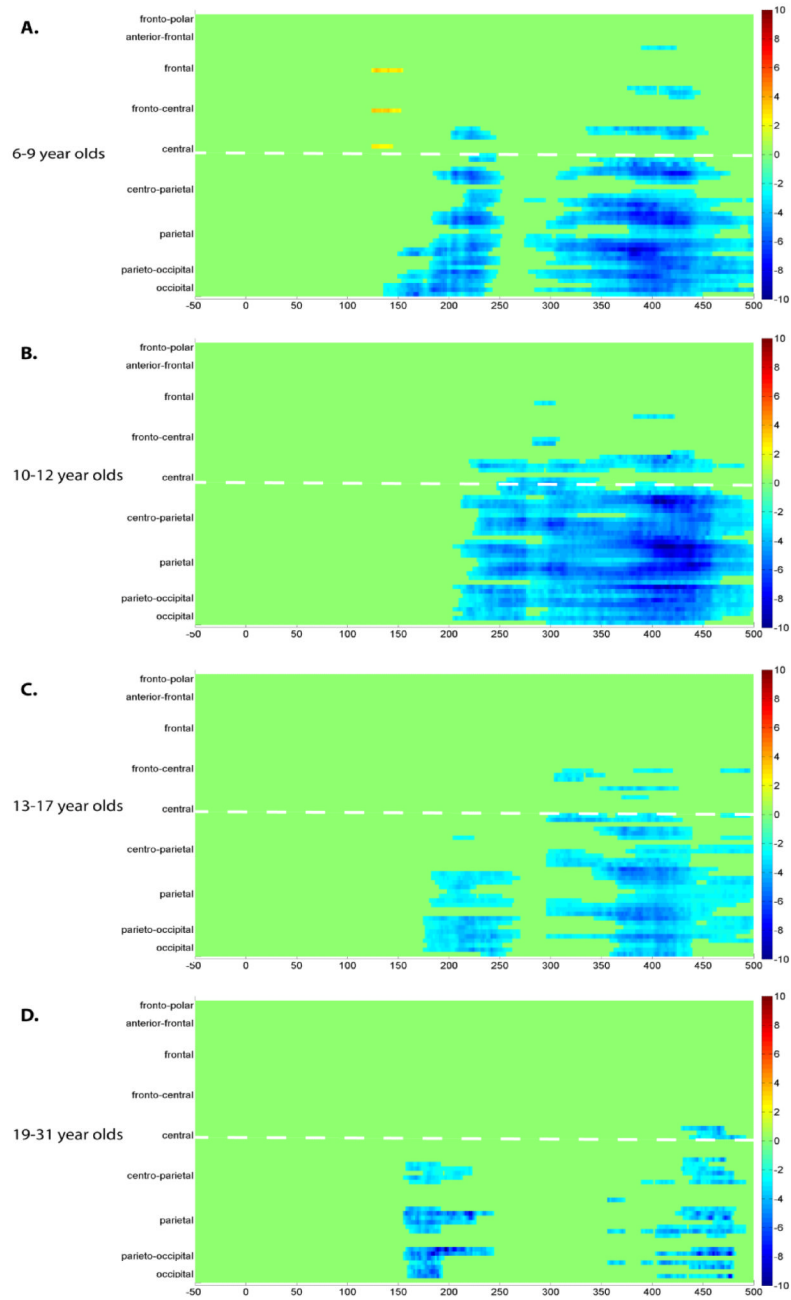 A.
6-9 year olds
fronto-polar
anterior-frontal
frontal
fronto-central
central
centro-parietal
parietal
parieto-occipital
occipital
-50 0 50 100 150 200 250 300 350 400 450 500
10
8
6
4
2
0
-2
-4
-6
-8
-10
B.
10-12 year olds
fronto-polar
anterior-frontal
frontal
fronto-central
central
centro-parietal
parietal
parieto-occipital
occipital
-50 0 50 100 150 200 250 300 350 400 450 500
10
8
6
4
2
0
-2
-4
-6
-8
-10
C.
13-17 year olds
fronto-polar
anterior-frontal
frontal
fronto-central
central
centro-parietal
parietal
parieto-occipital
occipital
-50 0 50 100 150 200 250 300 350 400 450 500
10
8
6
4
2
0
-2
-4
-6
-8
-10
D.
19-31 year olds
fronto-polar
anterior-frontal
frontal
fronto-central
central
centro-parietal
parietal
parieto-occipital
occipital
-50 0 50 100 150 200 250 300 350 400 450 500
10
8
6
4
2
0
-2
-4
-6
-8
-10